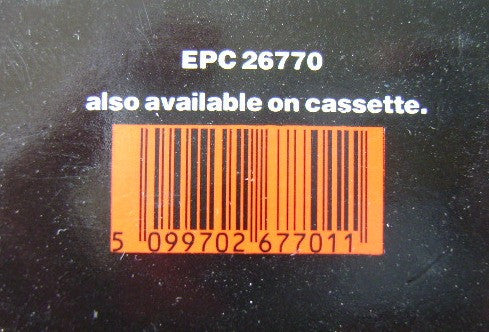 EPC 26770
also available on cassette.
5 099702 677011